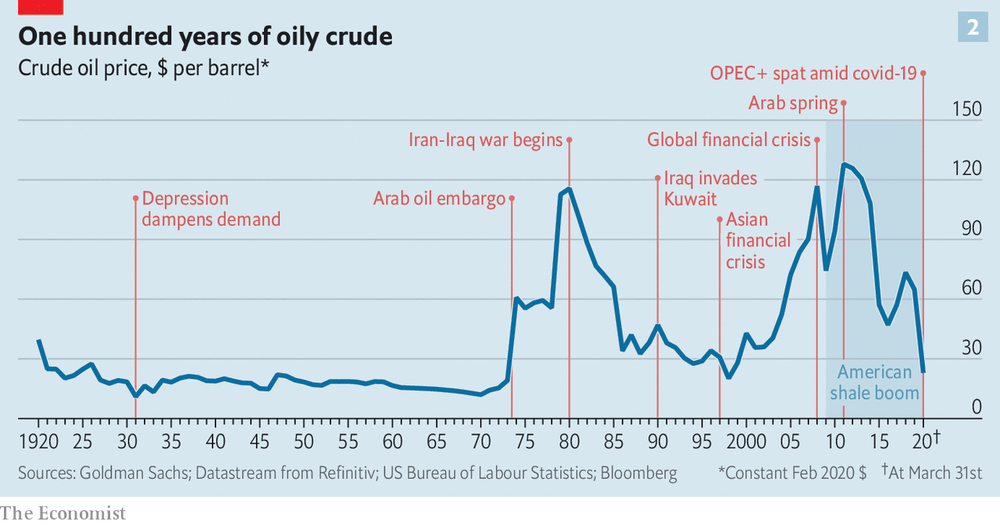 One hundred years of oily crude
2
Crude oil price, $ per barrel*
OPEC+ spat amid covid-19
Arab spring
150
Iran-Iraq war begins
Global financial crisis
120
Iraq invades
Kuwait
Depression
dampens demand
Arab oil embargo
Asian
financial
crisis
90
60
30
American
shale boom
0
1920 25 30 35 40 45 50 55 60 65 70 75 80 85 90 95 2000 05 10 15 20†
Sources: Goldman Sachs; Datastream from Refinitiv; US Bureau of Labour Statistics; Bloomberg *Constant Feb 2020 $ †At March 31st
The Economist